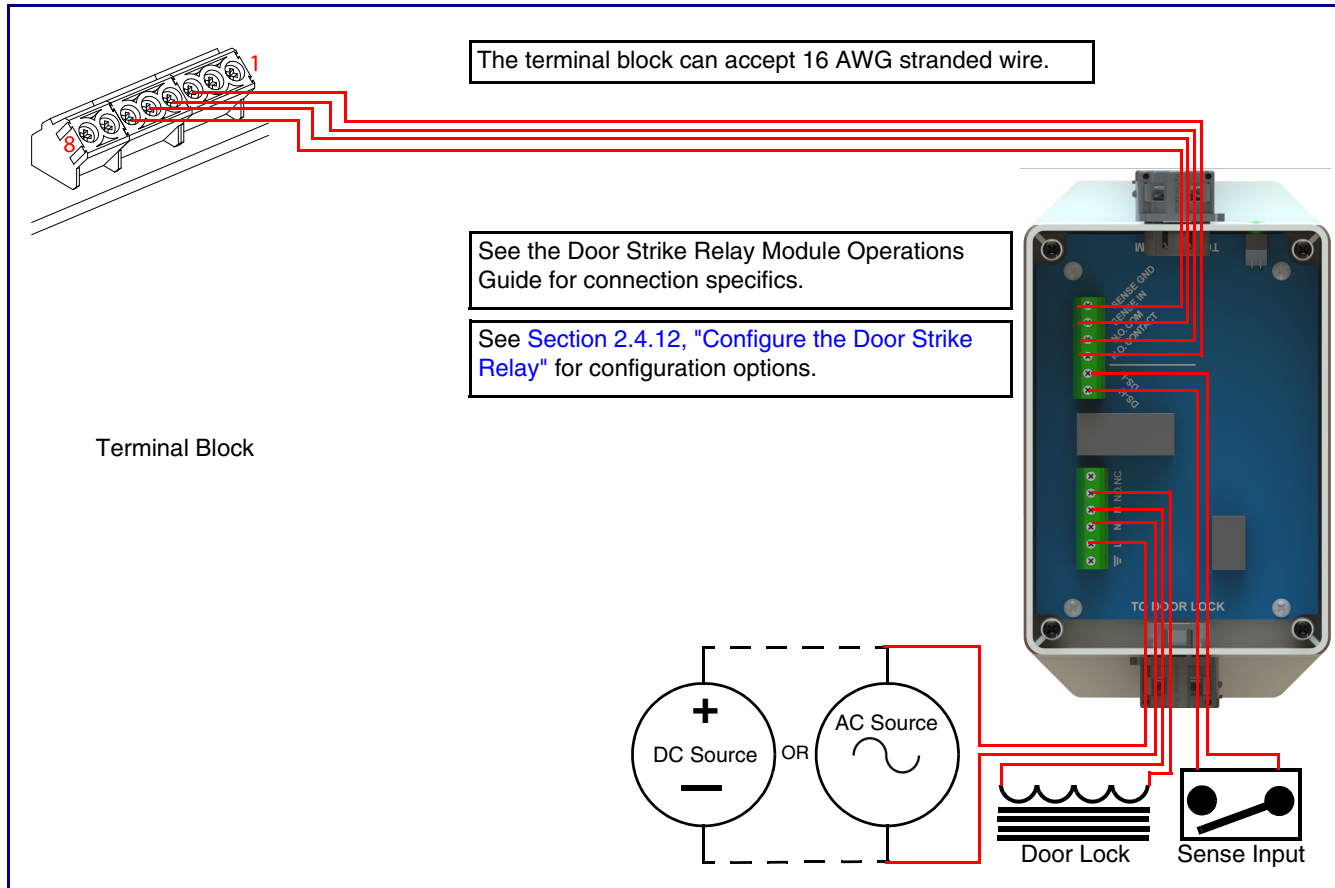 1
8
The terminal block can accept 16 AWG stranded wire.
See the Door Strike Relay Module Operations
Guide for connection specifics.
See Section 2.4.12, "Configure the Door Strike
Relay" for configuration options.
Terminal Block
SENSE GND
SENSE IN
N.O. COM
N.O. CONTACT
N.C.
N.O.
N
L
TO DOOR LOCK
+
DC Source
OR
AC Source
Door Lock
Sense Input